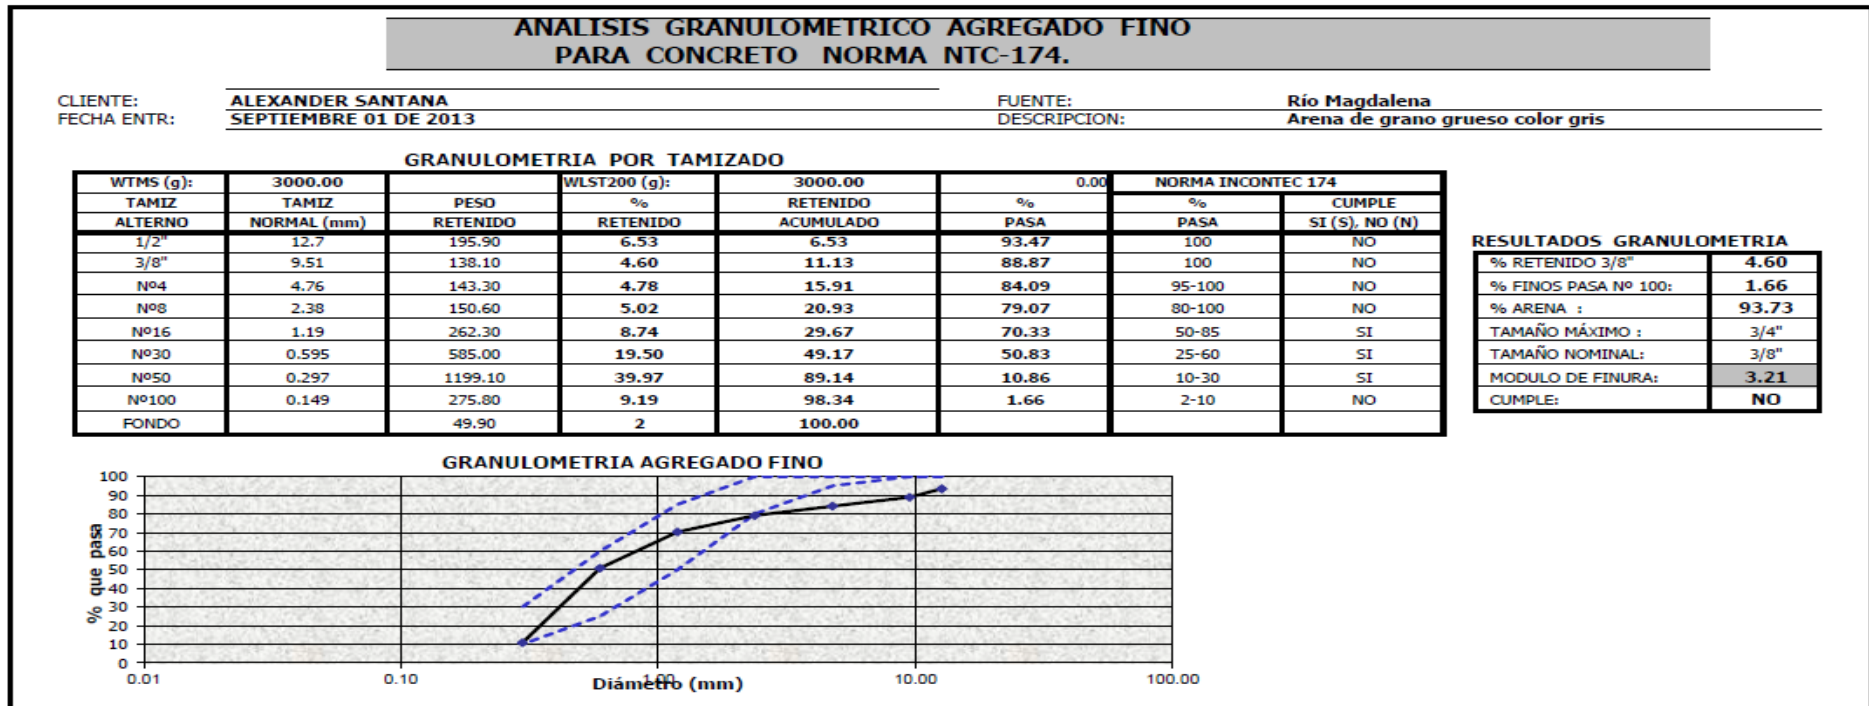 ANALISIS GRANULOMETRICO AGREGADO FINO
PARA CONCRETO NORMA NTC-174.
CLIENTE: ALEXANDER SANTANA FUENTE: Río Magdalena
FECHA ENTR: SEPTIEMBRE 01 DE 2013 DESCRIPCION: Arena de grano grueso color gris
GRANULOMETRIA POR TAMIZADO
WTMS (g): 3000.00 WLST200 (g): 3000.00 0.00 NORMA INCONTEC 174
TAMIZ TAMIZ PESO % RETENIDO % % CUMPLE
ALTERNO NORMAL (mm) RETENIDO RETENIDO ACUMULADO PASA PASA SI (S), NO (N)
1/2" 12.7 195.90 6.53 6.53 93.47 100 NO
3/8" 9.51 138.10 4.60 11.13 88.87 100 NO
Nº4 4.76 143.30 4.78 15.91 84.09 95-100 NO
Nº8 2.38 150.60 5.02 20.93 79.07 80-100 NO
Nº16 1.19 262.30 8.74 29.67 70.33 50-85 SI
Nº30 0.595 585.00 19.50 49.17 50.83 25-60 SI
Nº50 0.297 1199.10 39.97 89.14 10.86 10-30 SI
Nº100 0.149 275.80 9.19 98.34 1.66 2-10 NO
FONDO 49.90 2 100.00
RESULTADOS GRANULOMETRIA
% RETENIDO 3/8" 4.60
% FINOS PASA Nº 100: 1.66
% ARENA : 93.73
TAMAÑO MÁXIMO : 3/4"
TAMAÑO NOMINAL: 3/8"
MODULO DE FINURA: 3.21
CUMPLE: NO
GRANULOMETRIA AGREGADO FINO
% que pasa
100
90
80
70
60
50
40
30
20
10
0
0.01 0.10 1.00 10.00 100.00
Diámetro (mm)